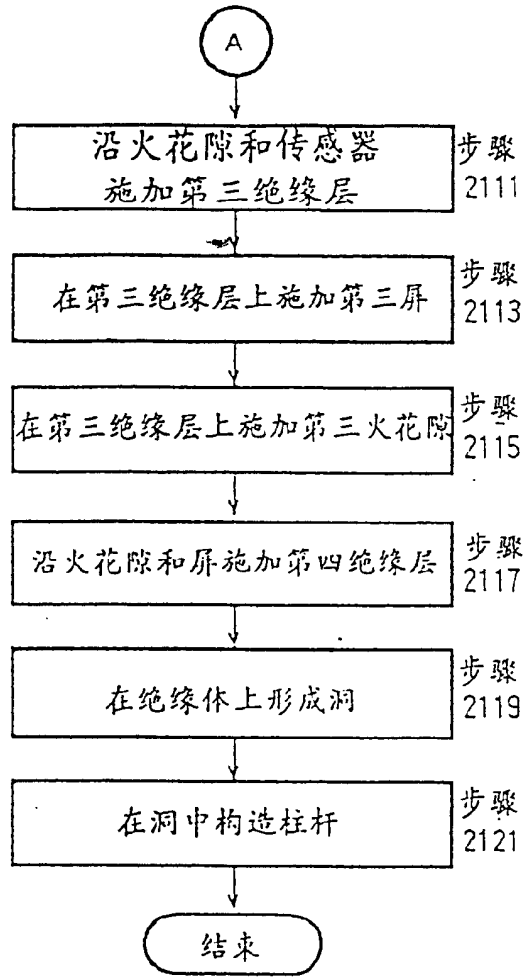 A
沿火花隙和传感器
施加第三绝缘层
步骤
2111
在第三绝缘层上施加第三屏
步骤
2113
在第三绝缘层上施加第三火花隙
步骤
2115
沿火花隙和屏施加第四绝缘层
步骤
2117
在绝缘体上形成洞
步骤
2119
在洞中构造柱杆
步骤
2121
结束